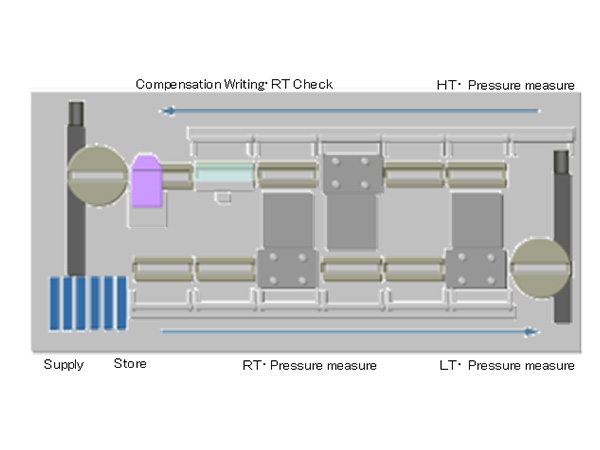 Compensation Writing・RT Check
HT・ Pressure measure
Supply
Store
RT・Pressure measure
LT・ Pressure measure